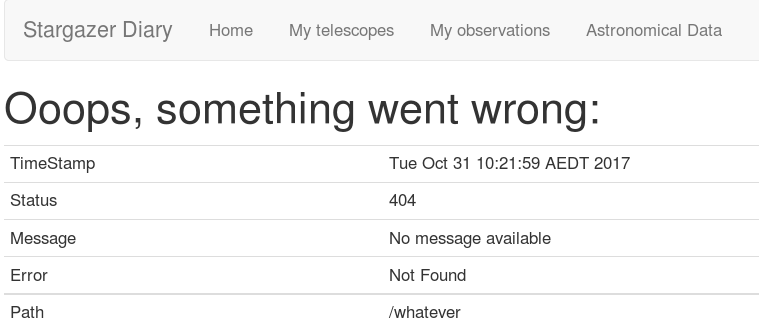 Stargazer Diary Home My telescopes My observations Astronomical Data
Ooops, something went wrong:
TimeStamp Tue Oct 31 10:21:59 AEDT 2017
Status 404
Message No message available
Error Not Found
Path /whatever